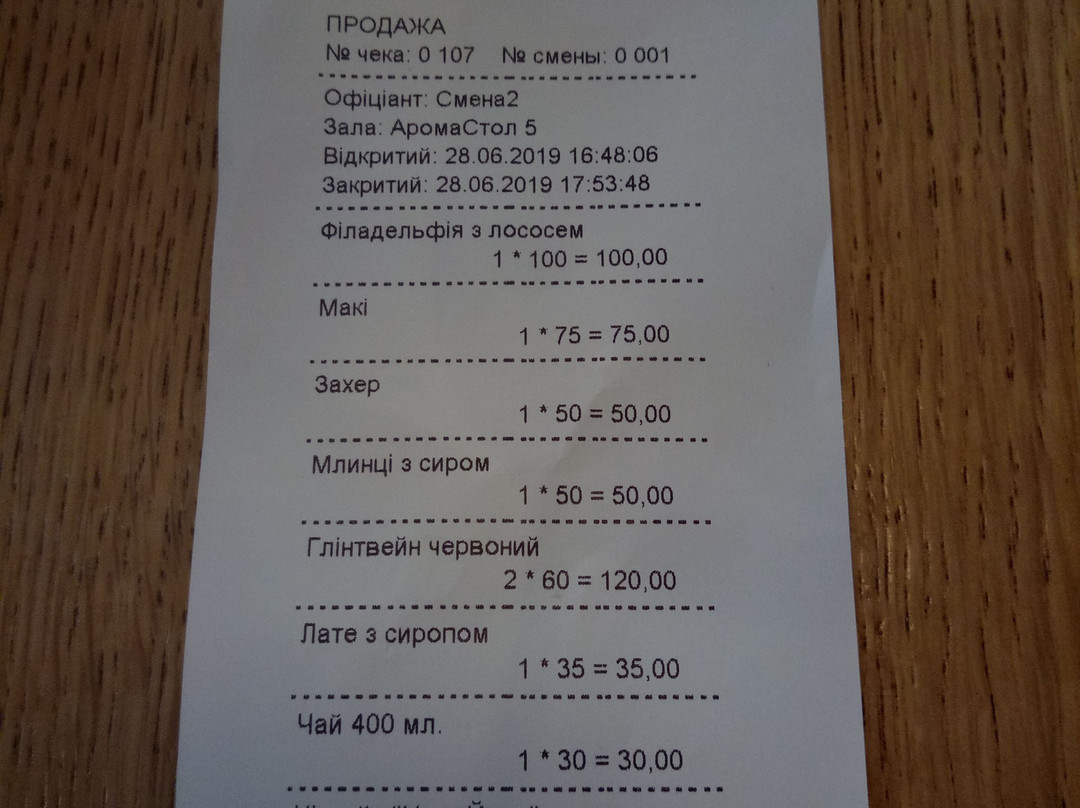 ПРОДАЖА
№ чека: 0 107 № смены: 0 001
Офіціант: Смена2
Зала: АромаСтол 5
Відкритий: 28.06.2019 16:48:06
Закритий: 28.06.2019 17:53:48
Філадельфія з лососем
1 * 100 = 100,00
Макі
1 * 75 = 75,00
Захер
1 * 50 = 50,00
Млинці з сиром
1 * 50 = 50,00
Глінтвейн червоний
2 * 60 = 120,00
Лате з сиропом
1 * 35 = 35,00
Чай 400 мл.
1 * 30 = 30,00